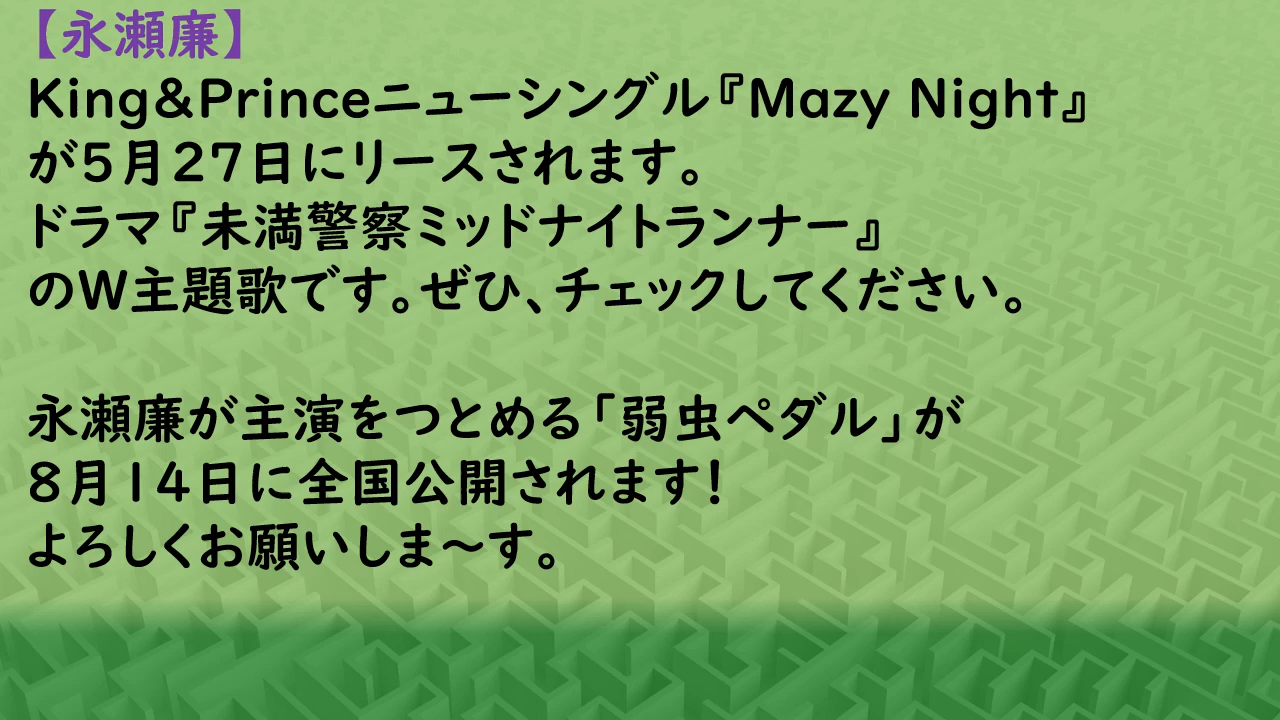 【永瀬廉】
King&Princeニューシングル『Mazy Night』
が5月27日にリースされます。
ドラマ『未満警察ミッドナイトランナー』
のW主題歌です。ぜひ、チェックしてください。
永瀬廉が主演をつとめる「弱虫ペダル」が
8月14日に全国公開されます!
よろしくお願いしま～す。